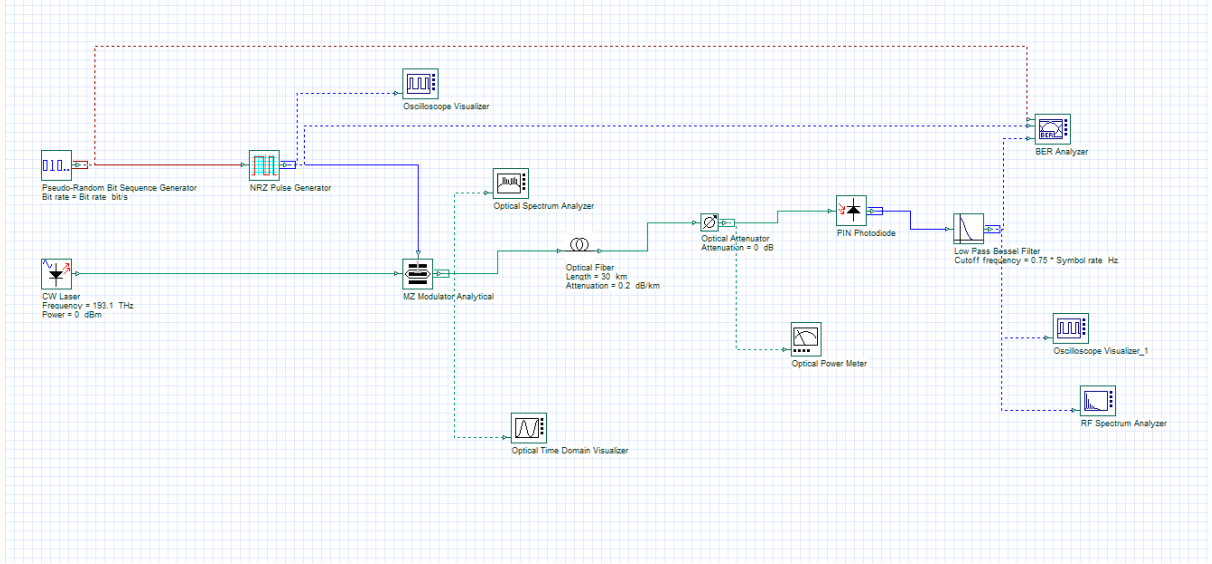 Oscilloscope Visualizer
BER
BER Analyzer
010...
Pseudo-Random Bit Sequence Generator
Bit rate = Bit rate bit/s
NRZ Pulse Generator
Optical Spectrum Analyzer
PIN Photodiode
Optical Attenuator
Attenuation = 0 dB
Low Pass Bessel Filter
Cutoff frequency = 0.75 * Symbol rate Hz
Optical Fiber
Length = 30 km
Attenuation = 0.2 dB/km
CW Laser
Frequency = 193.1 THz
Power = 0 dBm
MZ Modulator Analytical
Oscilloscope Visualizer_1
Optical Power Meter
RF Spectrum Analyzer
Optical Time Domain Visualizer